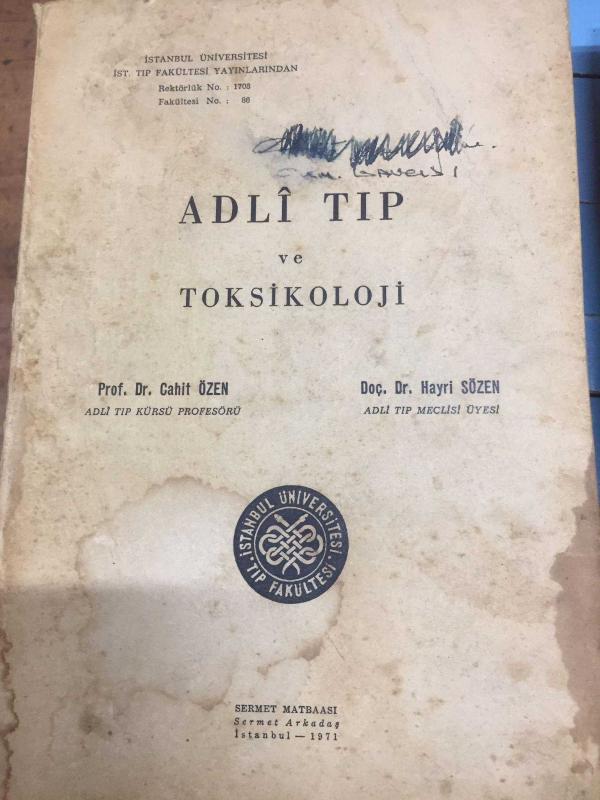 İSTANBUL ÜNİVERSİTESİ
İST. TIP FAKÜLTESİ YAYINLARINDAN
Rektörlük No. : 1708
Fakültesi No. : 86
ADLÎ TIP
ve
TOKSİKOLOJİ
Prof. Dr. Cahit ÖZEN
ADLÎ TIP KÜRSÜ PROFESÖRÜ
Doç. Dr. Hayri SÖZEN
ADLÎ TIP MECLİSİ ÜYESİ
İSTANBUL ÜNİVERSİTESİ
TIP FAKÜLTESİ
SERMET MATBAASI
Sermet Arkadaş
İstanbul — 1971